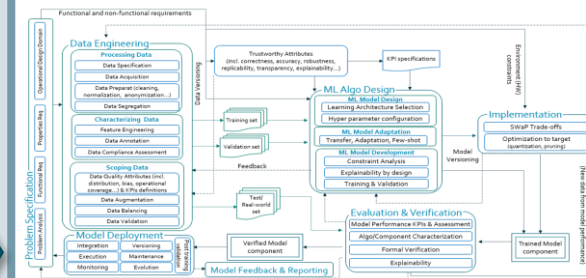 Functional and non-functional requirements
Operational Design Domain
Properties Req
Functional Req
Problem Analysis
Problem Specification
Data Engineering
Processing Data
Data Specification
Data Acquisition
Data Preparat (cleaning,
normalization, anonymization...)
Data Segregation
Characterizing Data
Feature Engineering
Data Annotation
Data Compliance Assessment
Scoping Data
Data Quality Attributes (incl.
distribution, bias, operational
coverage...) & KPIs definitions
Data Augmentation
Data Balancing
Data Validation
Data Versioning
Trustworthy Attributes
(incl. correctness, accuracy, robustness,
replicability, transparency, explainability...)
KPI specifications
Training set
Validation set
Feedback
Test/
Real-world
set
ML Algo Design
ML Model Design
Learning Architecture Selection
Hyper parameter configuration
ML Model Adaptation
Transfer, Adaptation, Few-shot
ML Model Development
Constraint Analysis
Explainability by design
Training & Validation
Environment (HW)
constraints
Model
Versioning
Implementation
SWaP Trade-offs
Optimization to target
(quantization, pruning)
(New data from model performance)
Evaluation & Verification
Model Performance KPIs & Assessment
Algo/Component Characterization
Formal Verification
Explainability
Trained Model
component
Verified Model
component
Model Deployment
Integration
Versioning
Execution
Maintenance
Monitoring
Evolution
Post-training
validation
Model Feedback & Reporting